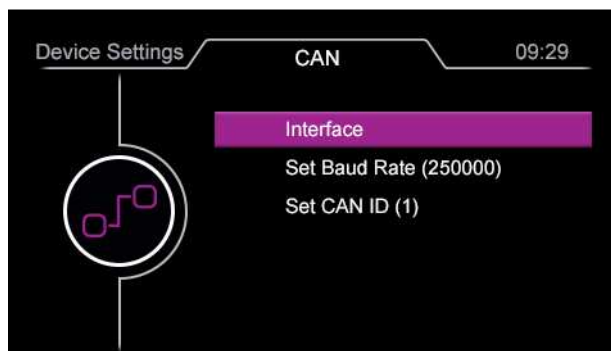 Device Settings CAN 09:29
Interface
Set Baud Rate (250000)
Set CAN ID (1)